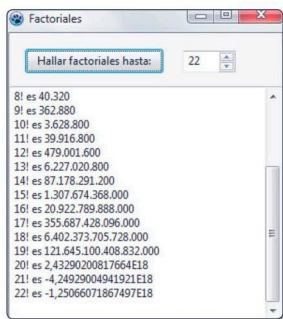 Factoriales
Hallar factoriales hasta: 22
8! es 40.320
9! es 362.880
10! es 3.628.800
11! es 39.916.800
12! es 479.001.600
13! es 6.227.020.800
14! es 87.178.291.200
15! es 1.307.674.368.000
16! es 20.922.789.888.000
17! es 355.687.428.096.000
18! es 6.402.373.705.728.000
19! es 121.645.100.408.832.000
20! es 2,43290200817664E18
21! es -4,24929004941921E18
22! es -1,25066071867497E18